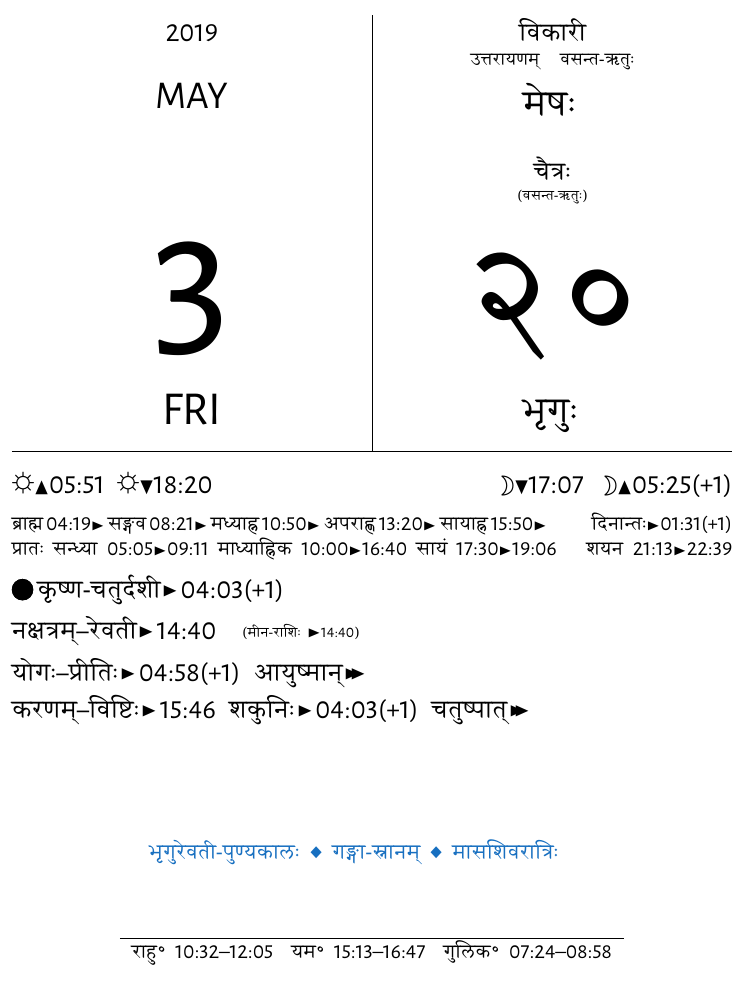 2019
MAY
3
FRI
विकारी
उत्तरायणम् वसन्त-ऋतुः
मेषः
चैत्रः
(वसन्त-ऋतुः)
२०
भृगुः
☼▲05:51 ☼▼18:20 ☽▼17:07 ☽▲05:25(+1)
ब्राह्म 04:19► सङ्गव 08:21► मध्याह्न 10:50► अपराह्ण 13:20► सायाह्न 15:50► दिनान्तः►01:31(+1)
प्रातः सन्ध्या 05:05►09:11 माध्याह्निक 10:00►16:40 सायं 17:30►19:06 शयन 21:13►22:39
●कृष्ण-चतुर्दशी► 04:03(+1)
नक्षत्रम्–रेवती►14:40 (मीन-राशिः ►14:40)
योगः–प्रीतिः► 04:58(+1) आयुष्मान्►►
करणम्–विष्टिः►15:46 शकुनिः►04:03(+1) चतुष्पात्►►
भृगुरेवती-पुण्यकालः ◆ गङ्गा-स्नानम् ◆ मासशिवरात्रिः
राहु॰ 10:32–12:05 यम॰ 15:13–16:47 गुलिक॰ 07:24–08:58